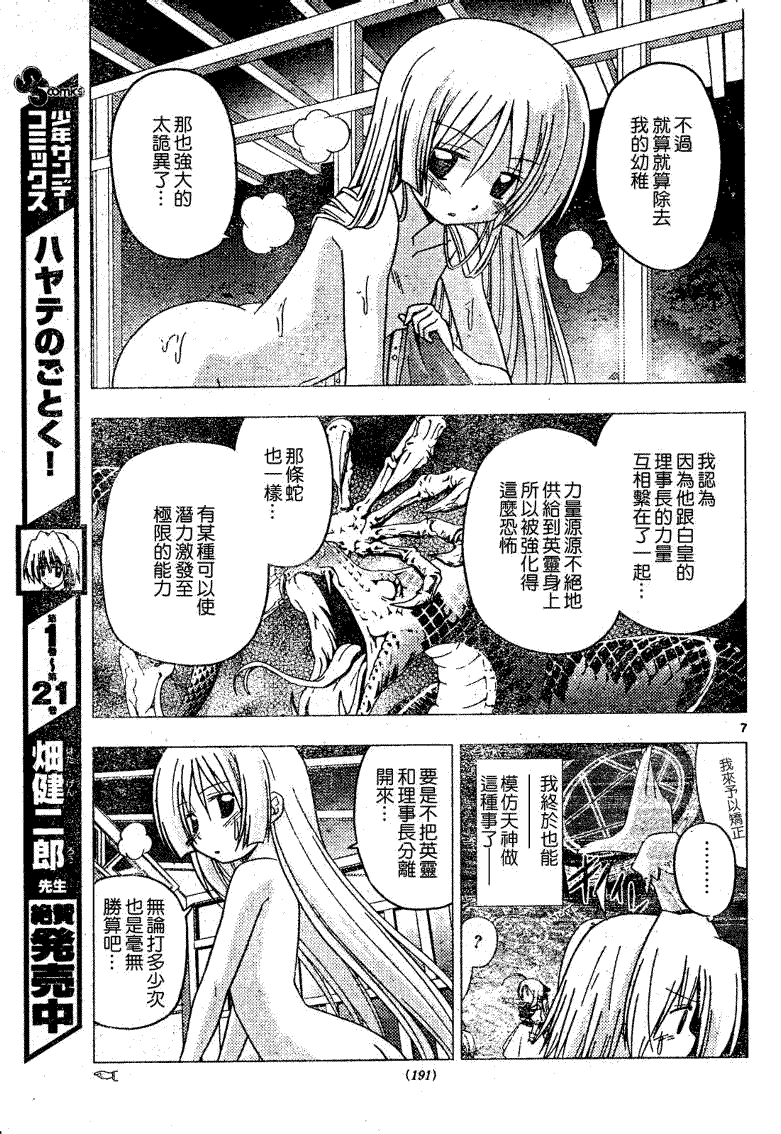 不過
就算就算除去
我的幼稚
那也強大的
太詭異了…
我認為
因為他跟白皇的
理事長的力量
互相繫在了一起…
力量源源不絕地
供給到英靈身上
所以被強化得
這麼恐怖
那條蛇
也一樣…
有某種可以使
潛力激發至
極限的能力
7
我來予以矯正
……
我終於也能
模仿天神做
這種事了——
?
要是不把英靈
和理事長分離
開來…
無論打多少次
也是毫無
勝算吧…
(191)
comics
少年サンデー
コミックス
ハヤテのごとく!
第1巻~第21巻
畑健二郎
はた けん じ ろう
先生
絶賛
発売中